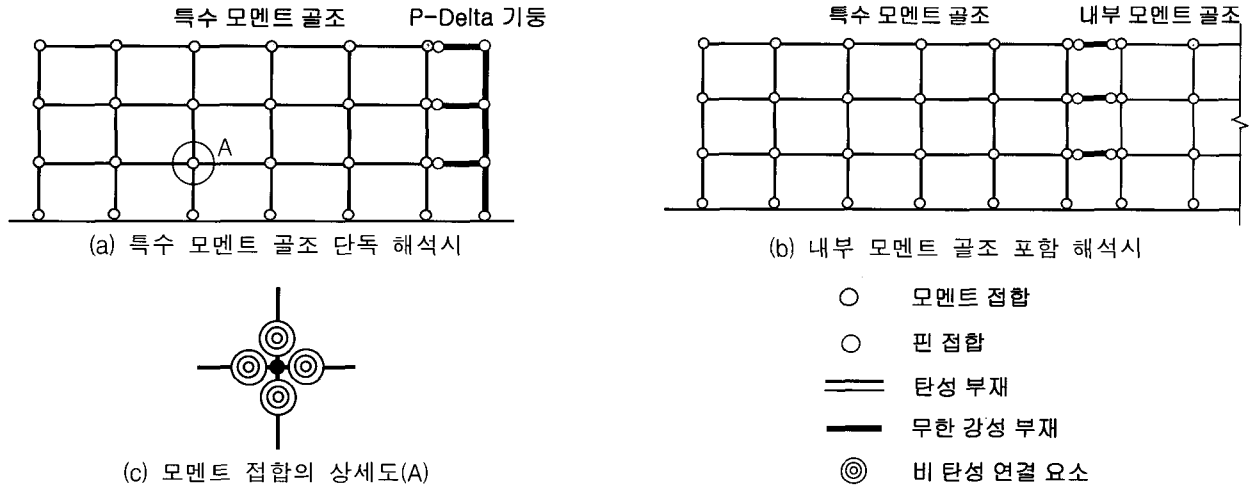 특수 모멘트 골조 P-Delta 기둥
A
(a) 특수 모멘트 골조 단독 해석시
특수 모멘트 골조 내부 모멘트 골조
(b) 내부 모멘트 골조 포함 해석시
(c) 모멘트 접합의 상세도(A)
모멘트 접합
핀 접합
탄성 부재
무한 강성 부재
비 탄성 연결 요소